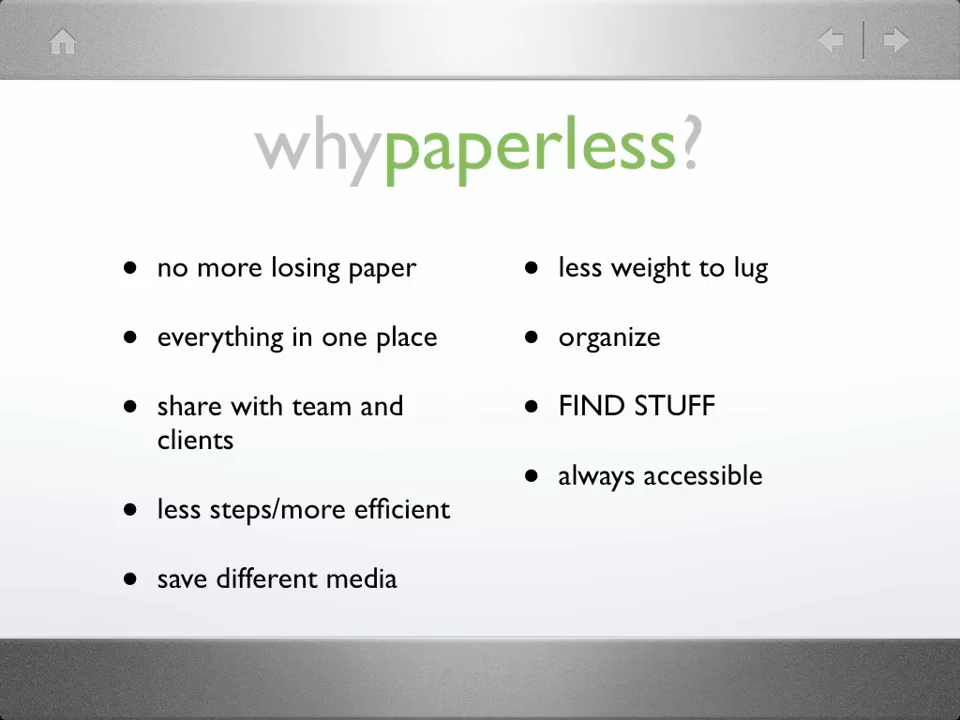 whypaperless?
• no more losing paper
• everything in one place
• share with team and
clients
• less steps/more efficient
• save different media
• less weight to lug
• organize
• FIND STUFF
• always accessible